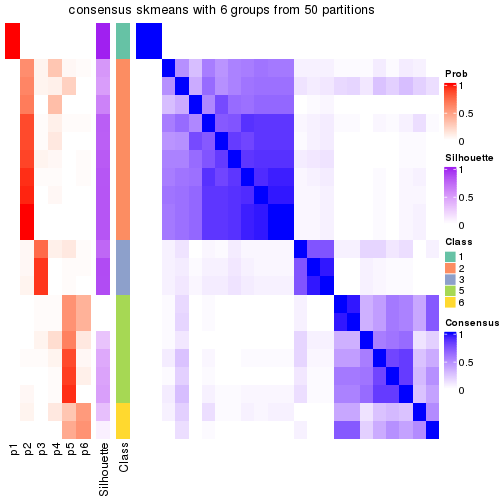 consensus skmeans with 6 groups from 50 partitions
Prob
1
0.5
0
Silhouette
1
0.5
0
Class
1
2
3
5
6
Consensus
1
0.5
0
p1
p2
p3
p4
p5
p6
Silhouette
Class